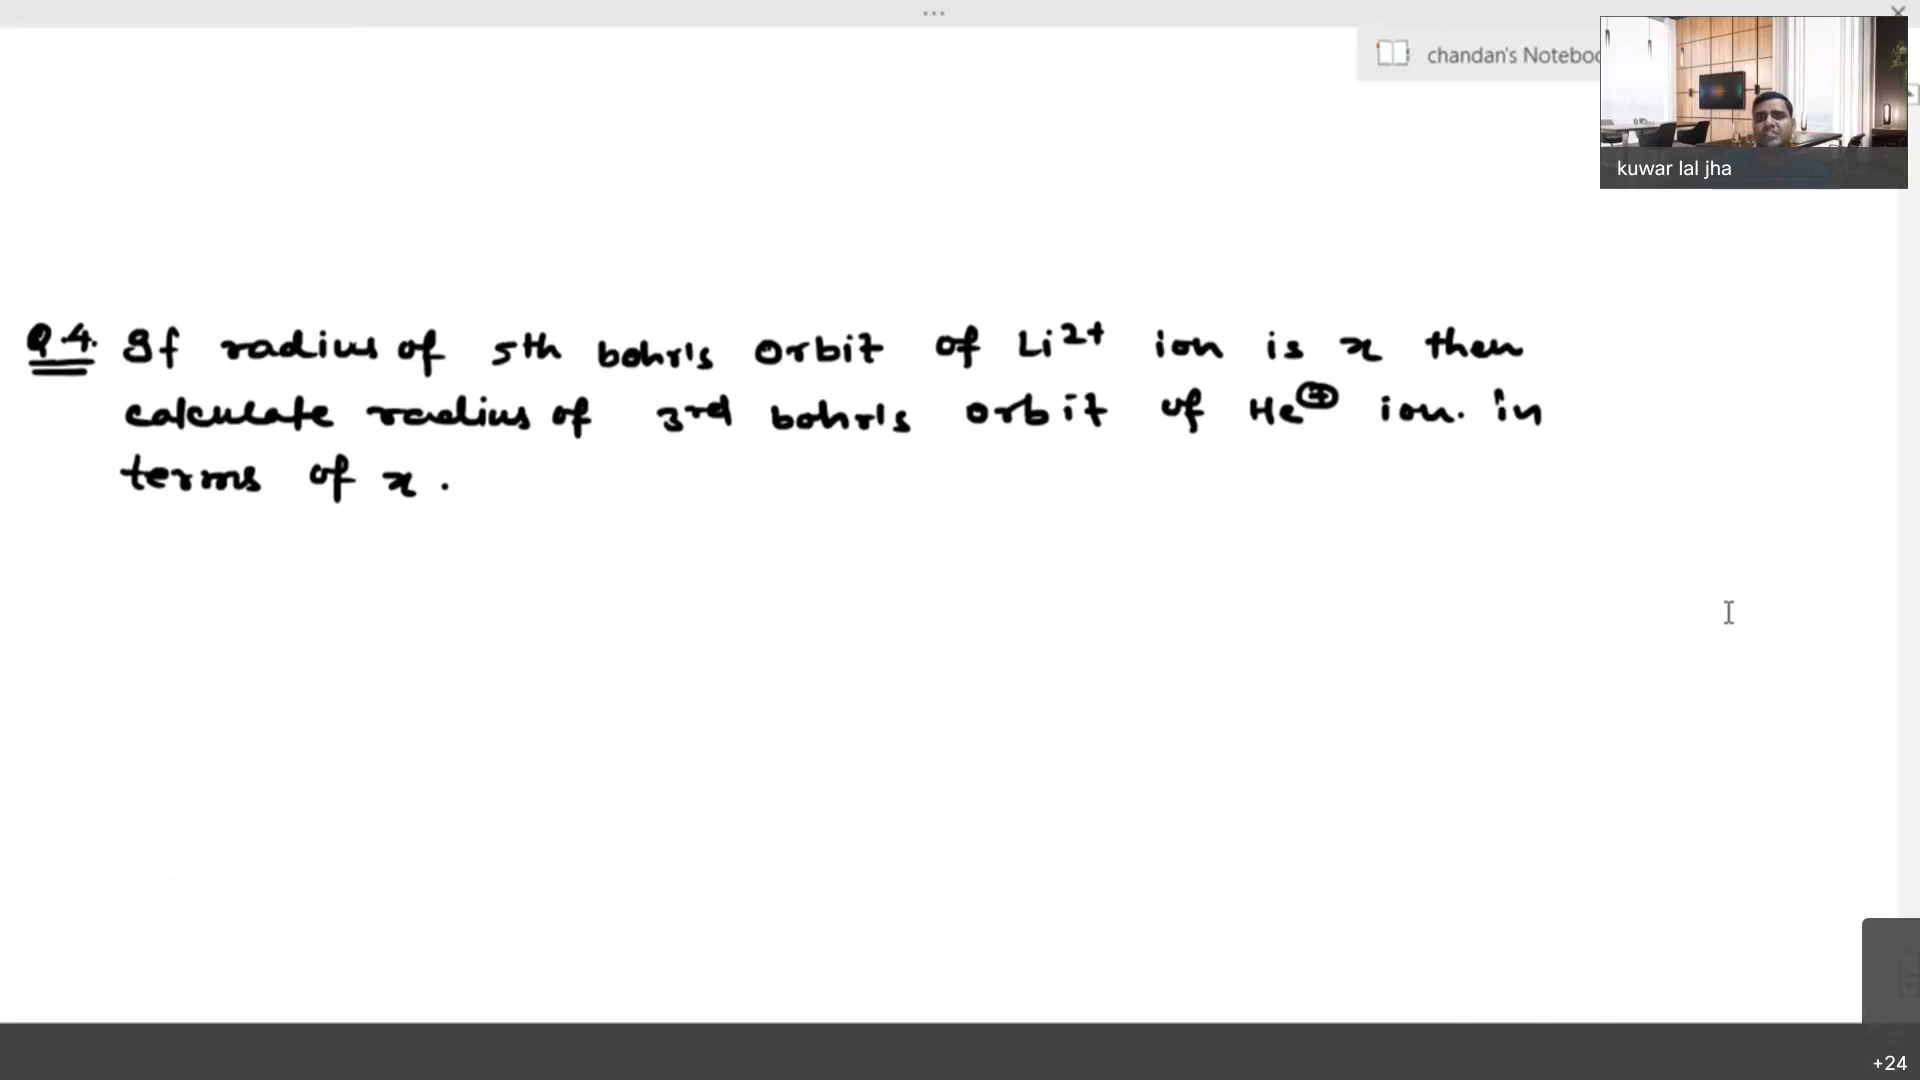 chandan's Noteboo
kuwar lal jha
Q.4. If radius of 5th bohr's orbit of Li2+ ion is x then
calculate radius of 3rd bohr's orbit of He⊕ ion. in
terms of x.
+24